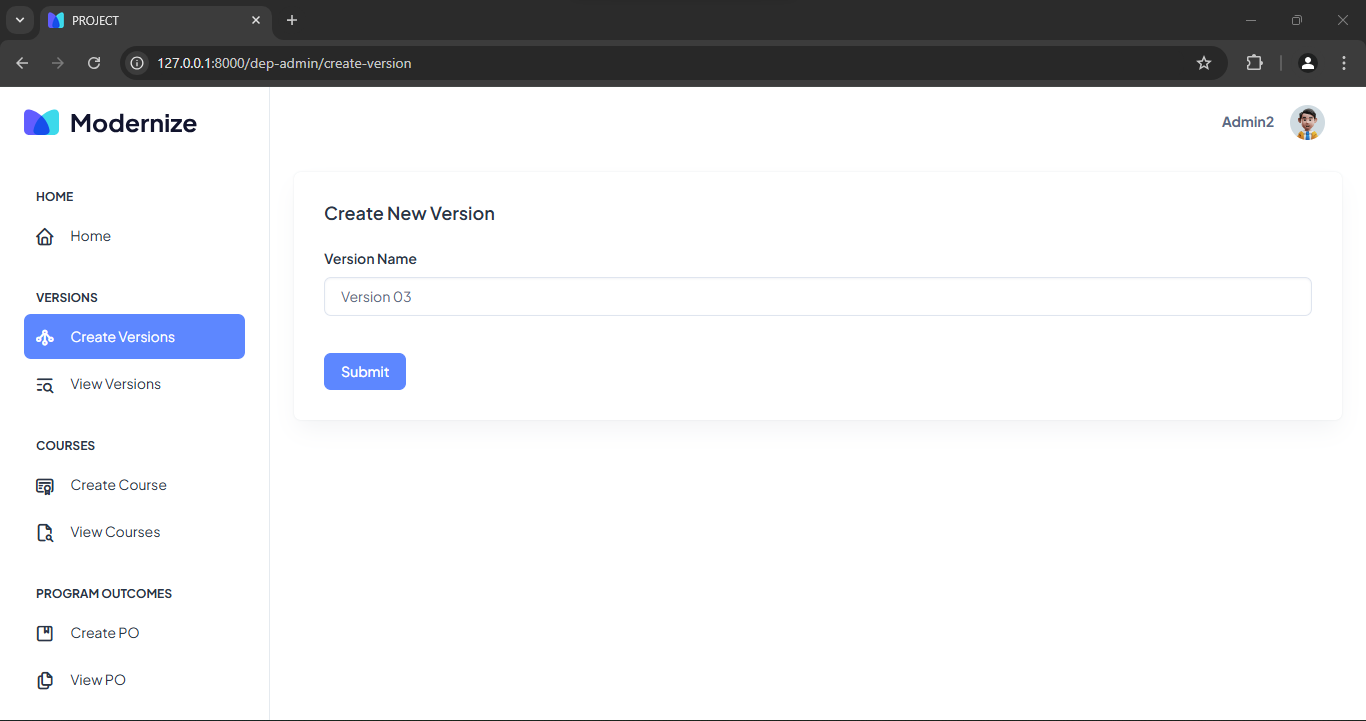 PROJECT
127.0.0.1:8000/dep-admin/create-version
Modernize
Admin2
HOME
Home
VERSIONS
Create Versions
View Versions
COURSES
Create Course
View Courses
PROGRAM OUTCOMES
Create PO
View PO
Create New Version
Version Name
Version 03
Submit